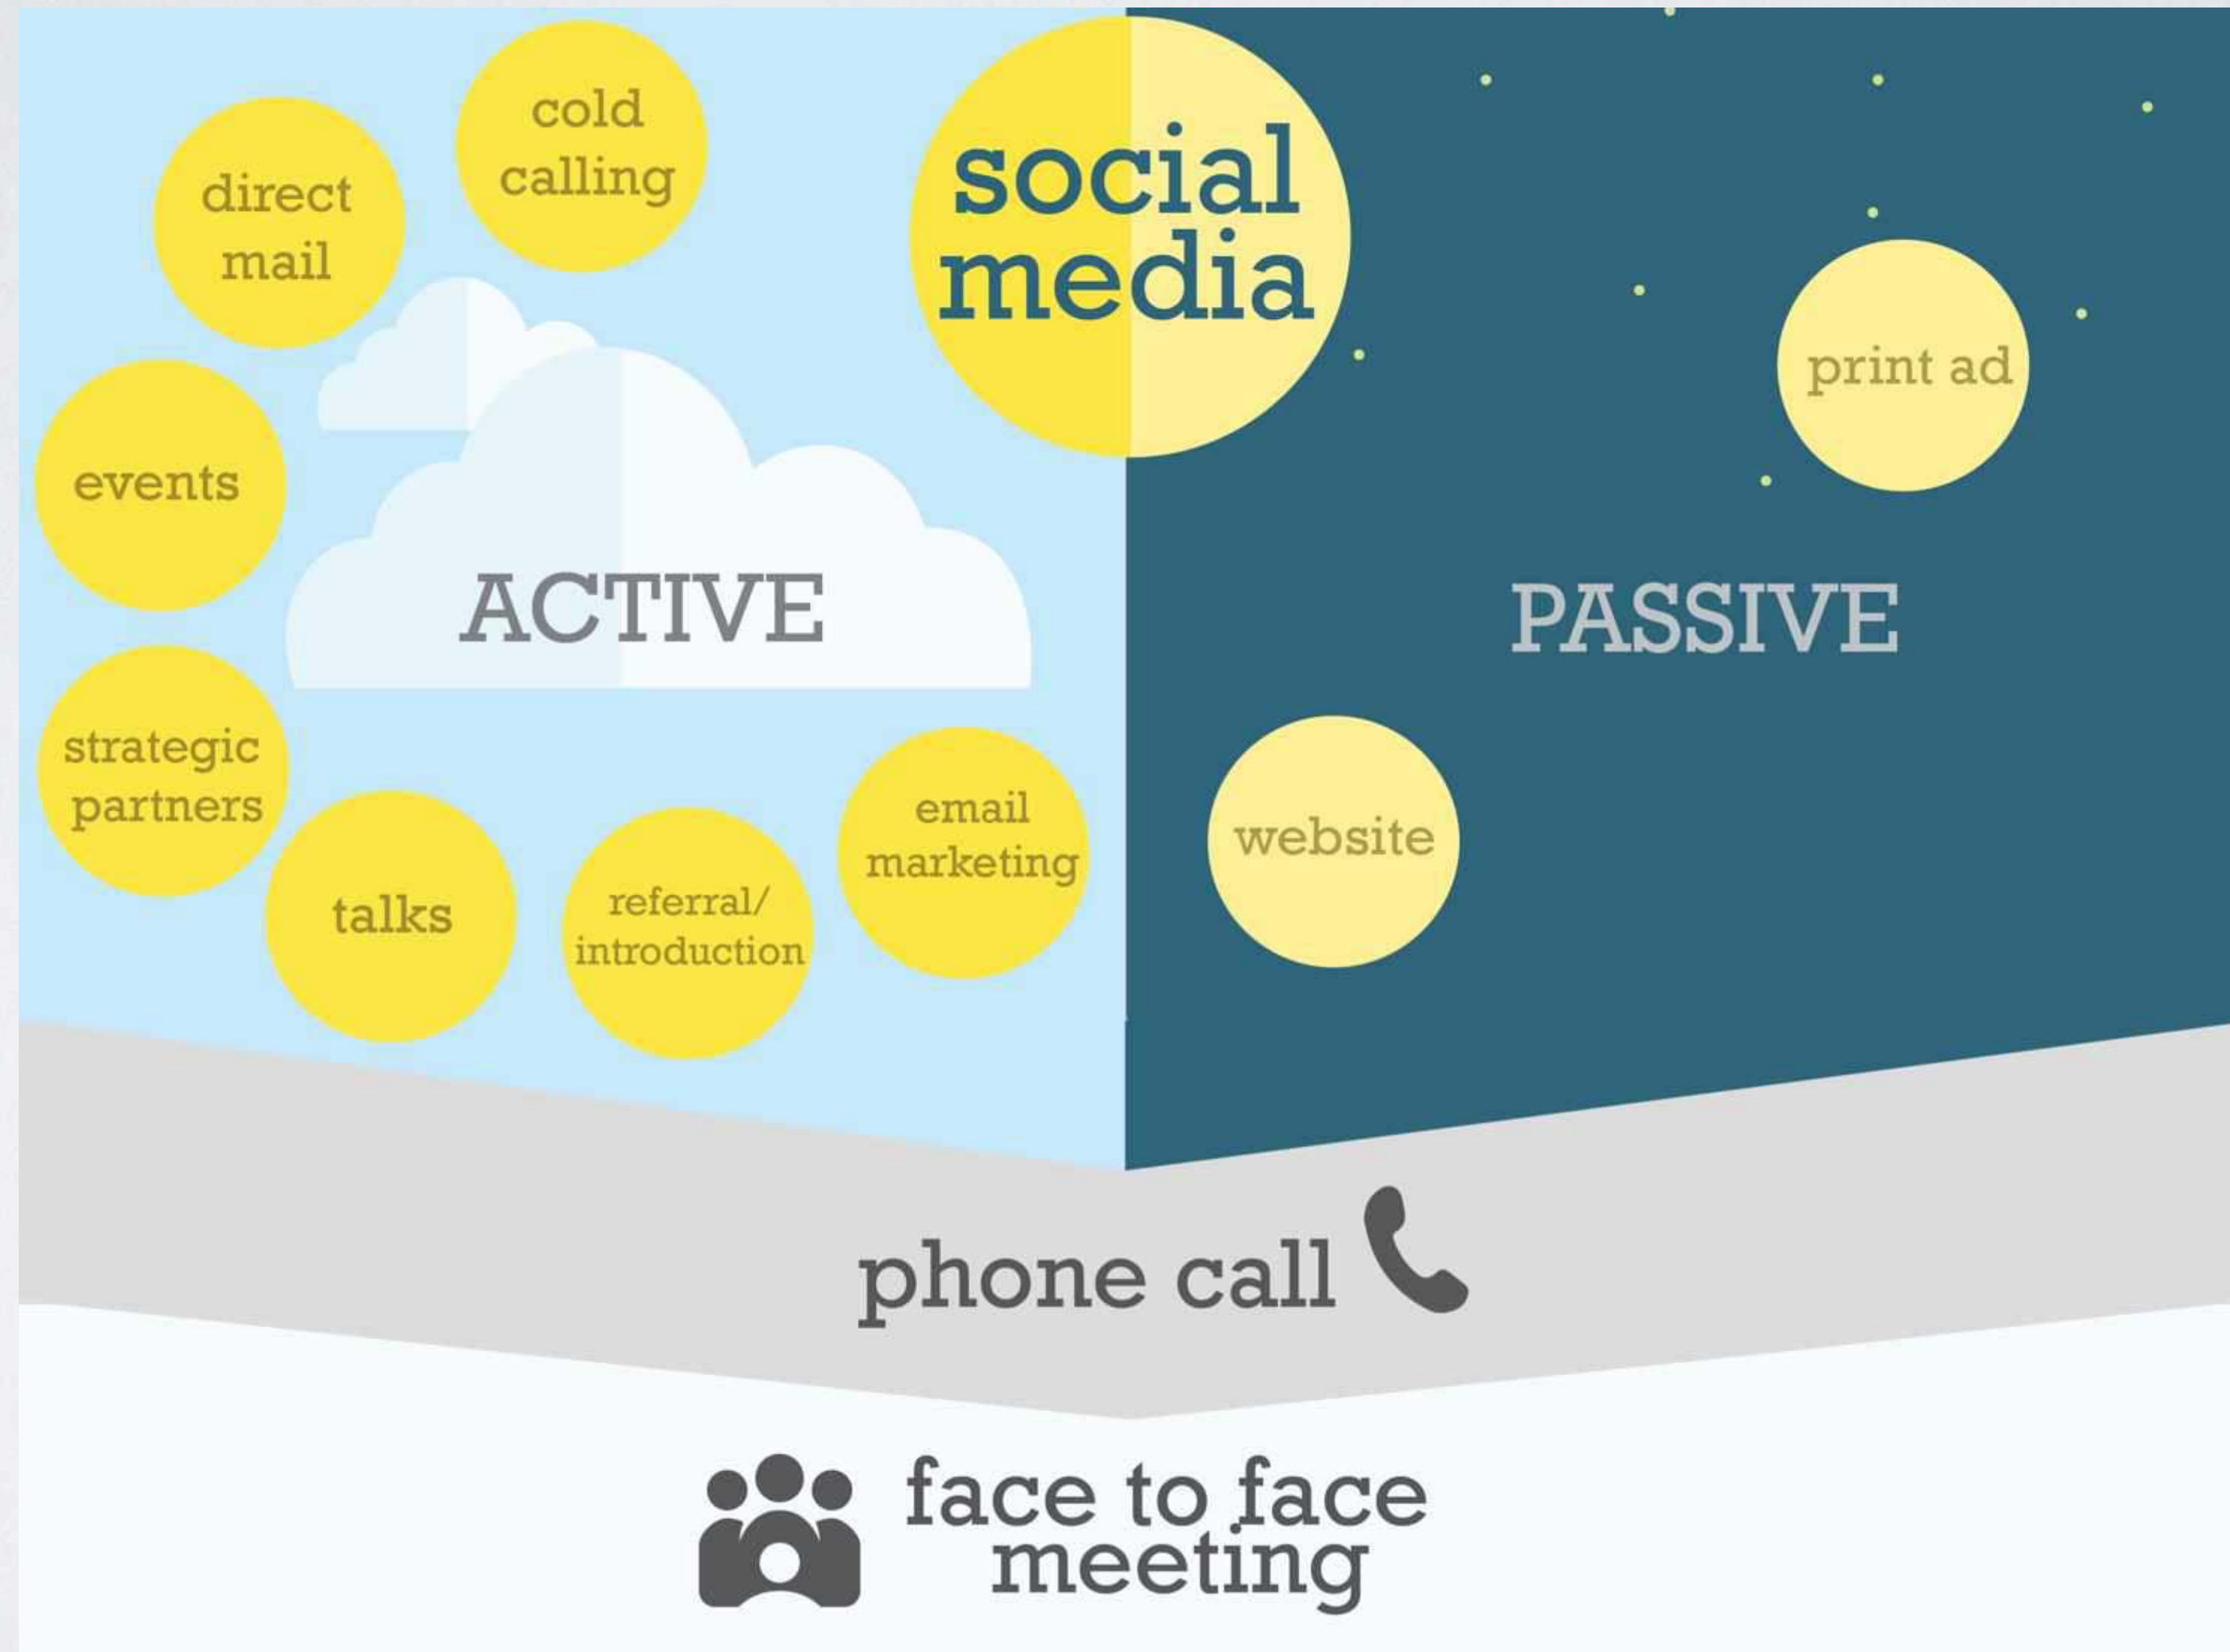 cold
calling
direct
mail
social
media
print ad
events
ACTIVE
PASSIVE
strategic
partners
talks
referral/
introduction
email
marketing
website
phone call
face to face
meeting